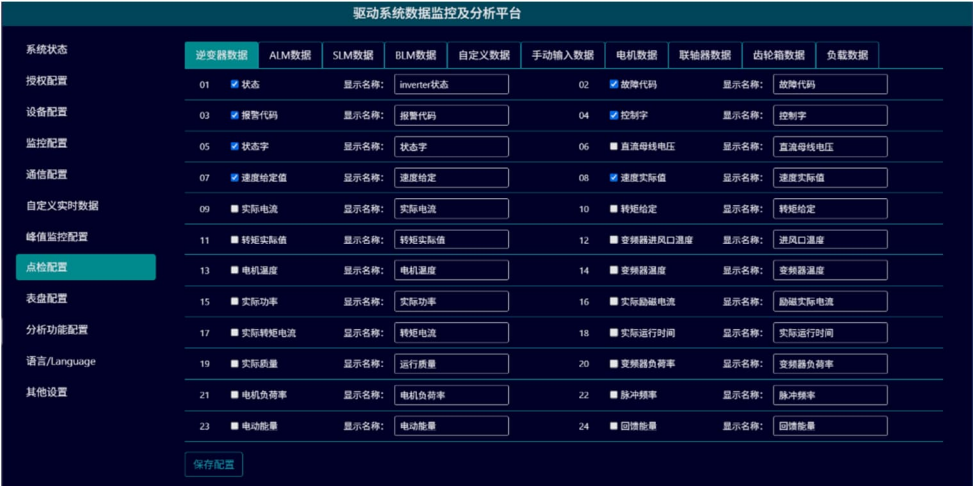 驱动系统数据监控及分析平台
系统状态
授权配置
设备配置
监控配置
通信配置
自定义实时数据
峰值监控配置
点检配置
表盘配置
分析功能配置
语言/Language
其他设置
逆变器数据 ALM数据 SLM数据 BLM数据 自定义数据 手动输入数据 电机数据 联轴器数据 齿轮箱数据 负载数据
01 状态 显示名称: inverter状态 02 故障代码 显示名称: 故障代码
03 报警代码 显示名称: 报警代码 04 控制字 显示名称: 控制字
05 状态字 显示名称: 状态字 06 直流母线电压 显示名称: 直流母线电压
07 速度给定值 显示名称: 速度给定 08 速度实际值 显示名称: 速度实际值
09 实际电流 显示名称: 实际电流 10 转矩给定 显示名称: 转矩给定
11 转矩实际值 显示名称: 转矩实际值 12 变频器进风口温度 显示名称: 进风口温度
13 电机温度 显示名称: 电机温度 14 变频器温度 显示名称: 变频器温度
15 实际功率 显示名称: 实际功率 16 实际励磁电流 显示名称: 励磁实际电流
17 实际转矩电流 显示名称: 转矩电流 18 实际运行时间 显示名称: 实际运行时间
19 实际质量 显示名称: 运行质量 20 变频器负荷率 显示名称: 变频器负荷率
21 电机负荷率 显示名称: 电机负荷率 22 脉冲频率 显示名称: 脉冲频率
23 电动能量 显示名称: 电动能量 24 回馈能量 显示名称: 回馈能量
保存配置